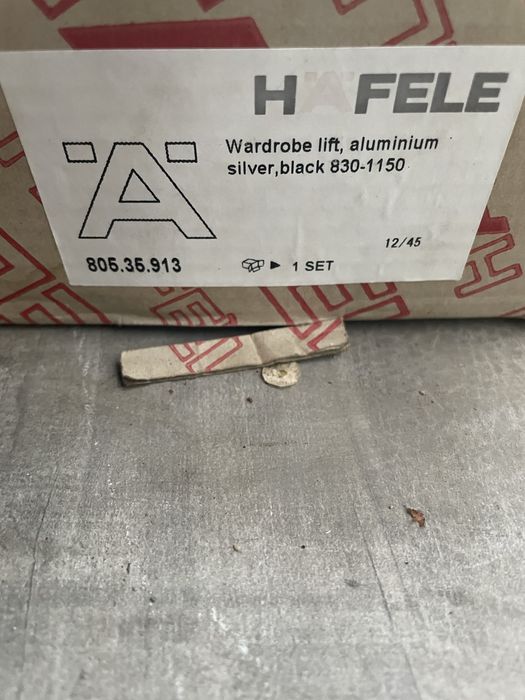 HÄFELE
Wardrobe lift, aluminium
silver,black 830-1150
12/45
805.35.913
1 SET